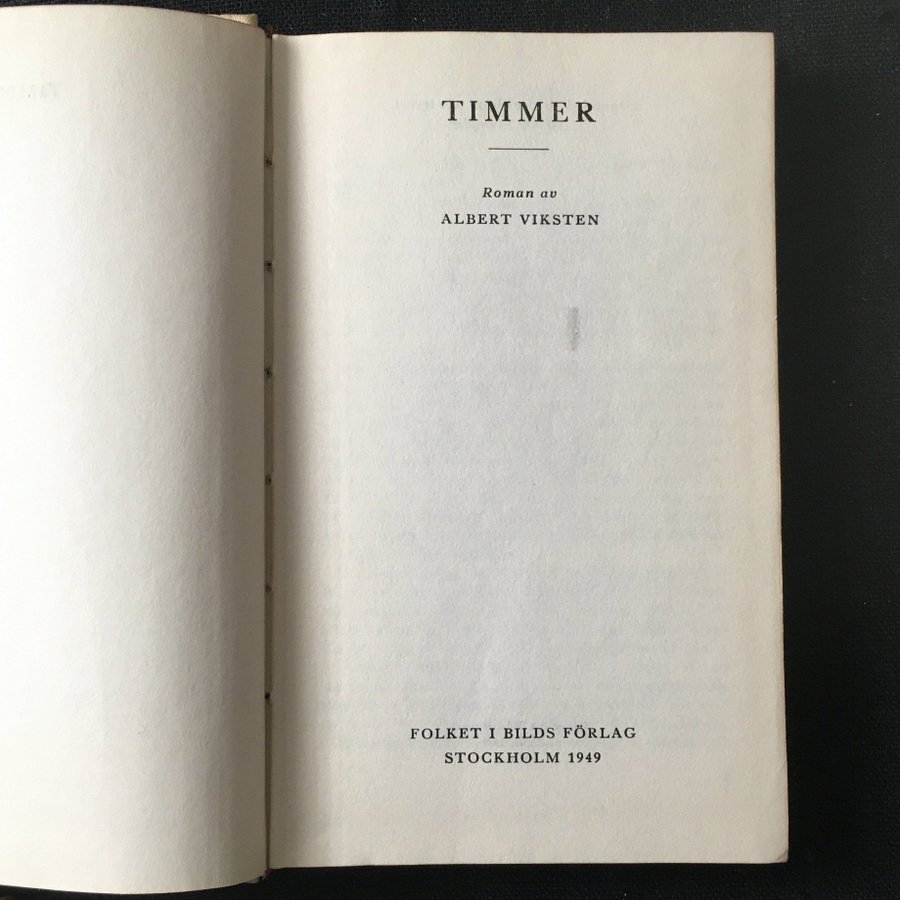 TIMMER
Roman av
ALBERT VIKSTEN
FOLKET I BILDS FÖRLAG
STOCKHOLM 1949